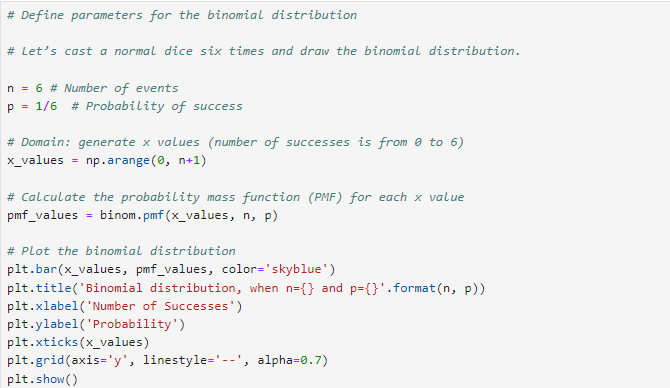 # Define parameters for the binomial distribution
# Let’s cast a normal dice six times and draw the binomial distribution.
n = 6 # Number of events
p = 1/6  # Probability of success
# Domain: generate x values (number of successes is from 0 to 6)
x_values = np.arange(0, n+1)
# Calculate the probability mass function (PMF) for each x value
pmf_values = binom.pmf(x_values, n, p)
# Plot the binomial distribution
plt.bar(x_values, pmf_values, color='skyblue')
plt.title('Binomial distribution, when n={} and p={}'.format(n, p))
plt.xlabel('Number of Successes')
plt.ylabel('Probability')
plt.xticks(x_values)
plt.grid(axis='y', linestyle='--', alpha=0.7)
plt.show()